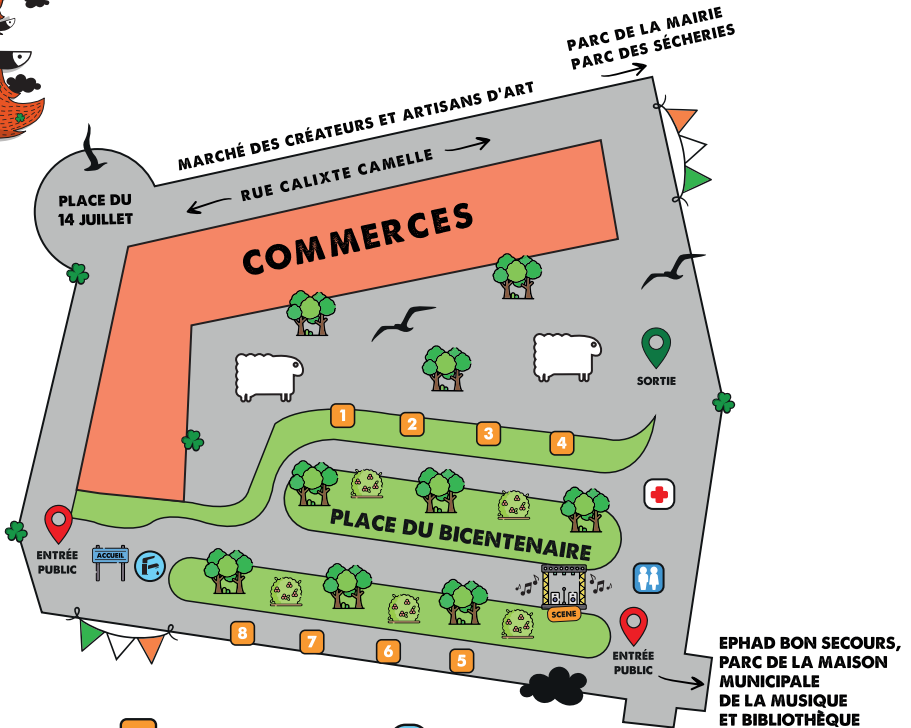 PARC DE LA MAIRIE
PARC DES SÉCHERIES
MARCHÉ DES CRÉATEURS ET ARTISANS D'ART
RUE CALIXTE CAMELLE
PLACE DU
14 JUILLET
COMMERCES
SORTIE
1
2
3
4
PLACE DU BICENTENAIRE
ENTRÉE
PUBLIC
ACCUEIL
SCENE
8
7
6
5
ENTRÉE
PUBLIC
EPHAD BON SECOURS,
PARC DE LA MAISON
MUNICIPALE
DE LA MUSIQUE
ET BIBLIOTHÈQUE